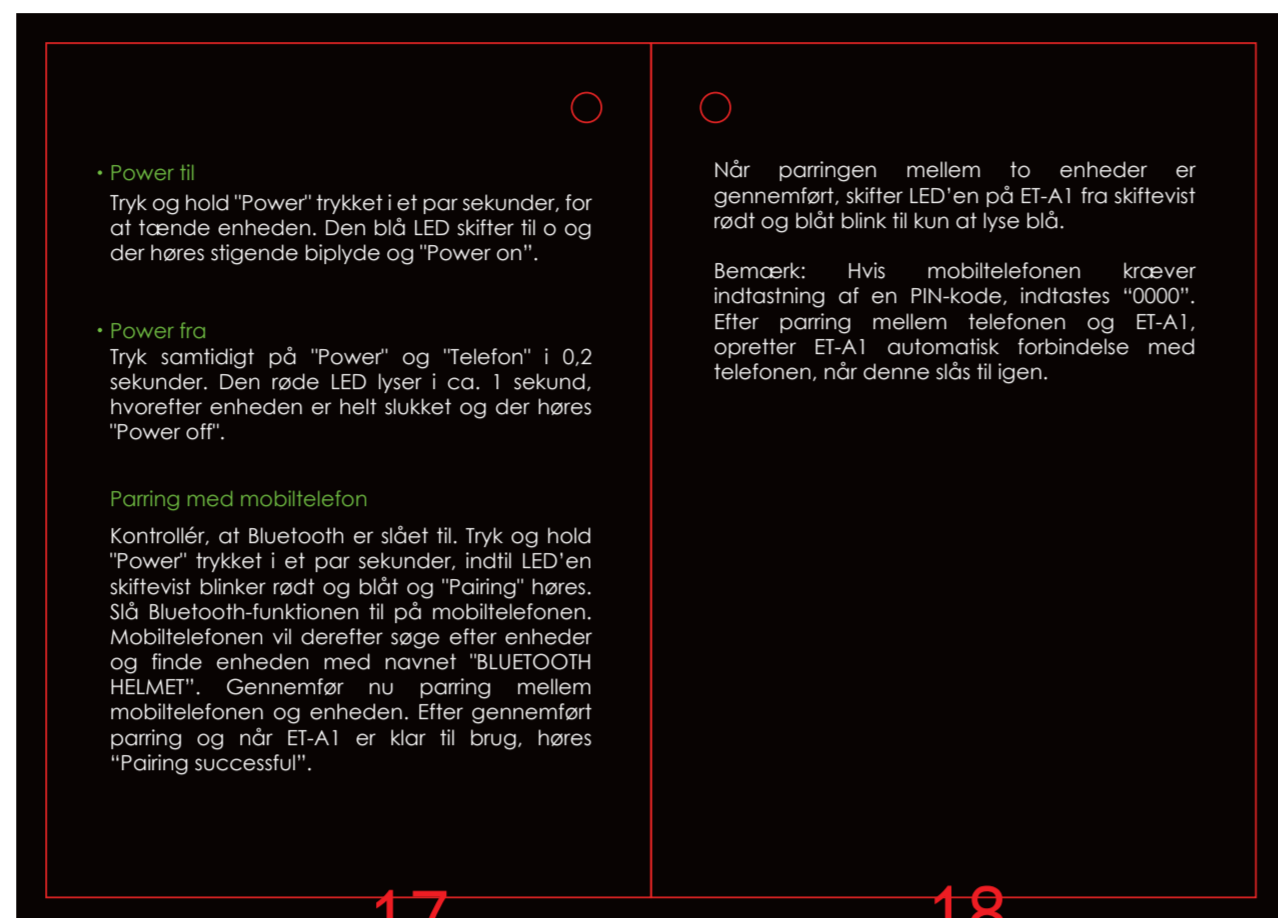 • Power til
Tryk og hold "Power" trykket i et par sekunder, for
at tænde enheden. Den blå LED skifter til o og
der høres stigende biplyde og "Power on”.
• Power fra
Tryk samtidigt på "Power" og "Telefon" i 0,2
sekunder. Den røde LED lyser i ca. 1 sekund,
hvorefter enheden er helt slukket og der høres
"Power off".
Parring med mobiltelefon
Kontrollér, at Bluetooth er slået til. Tryk og hold
"Power" trykket i et par sekunder, indtil LED’en
skiftevist blinker rødt og blåt og "Pairing" høres.
Slå Bluetooth-funktionen til på mobiltelefonen.
Mobiltelefonen vil derefter søge efter enheder
og finde enheden med navnet "BLUETOOTH
HELMET”. Gennemfør nu parring mellem
mobiltelefonen og enheden. Efter gennemført
parring og når ET-A1 er klar til brug, høres
“Pairing successful”.
17
Når parringen mellem to enheder er
gennemført, skifter LED’en på ET-A1 fra skiftevist
rødt og blåt blink til kun at lyse blå.
Bemærk: Hvis mobiltelefonen kræver
indtastning af en PIN-kode, indtastes “0000”.
Efter parring mellem telefonen og ET-A1,
opretter ET-A1 automatisk forbindelse med
telefonen, når denne slås til igen.
18